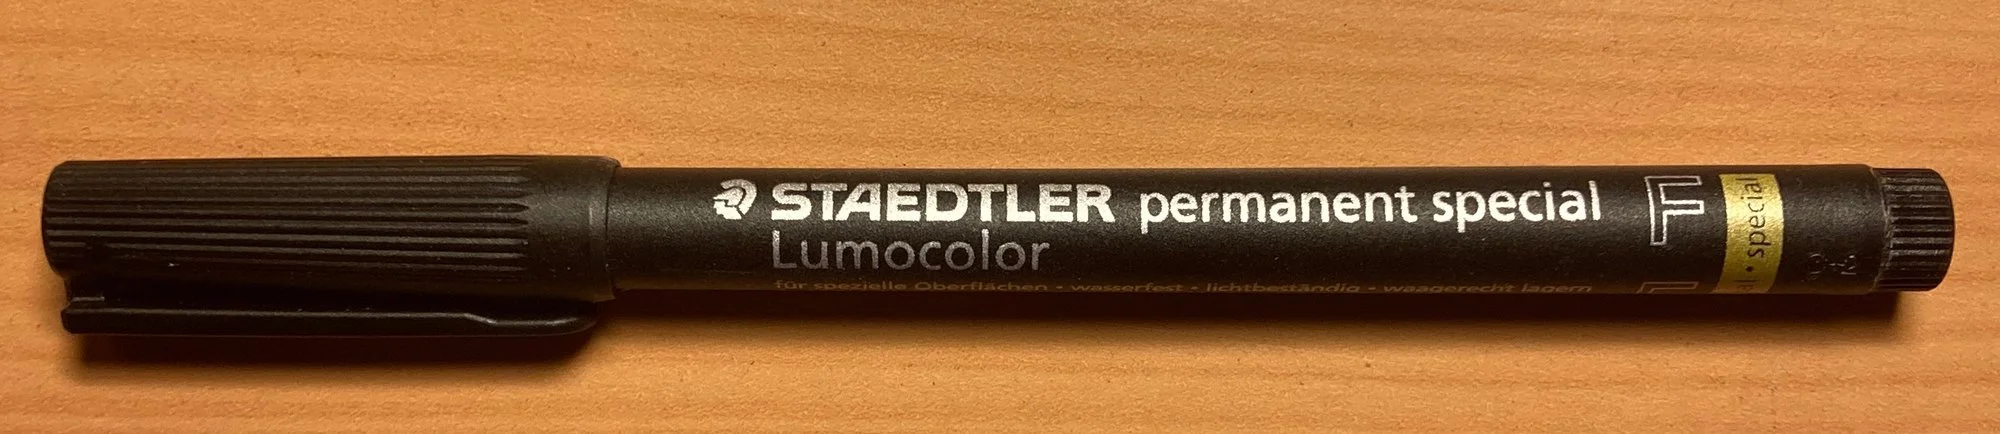 STAEDTLER permanent special
Lumocolor
für spezielle Oberflächen • wasserfest • lichtbeständig • waagerecht lagern
F
special